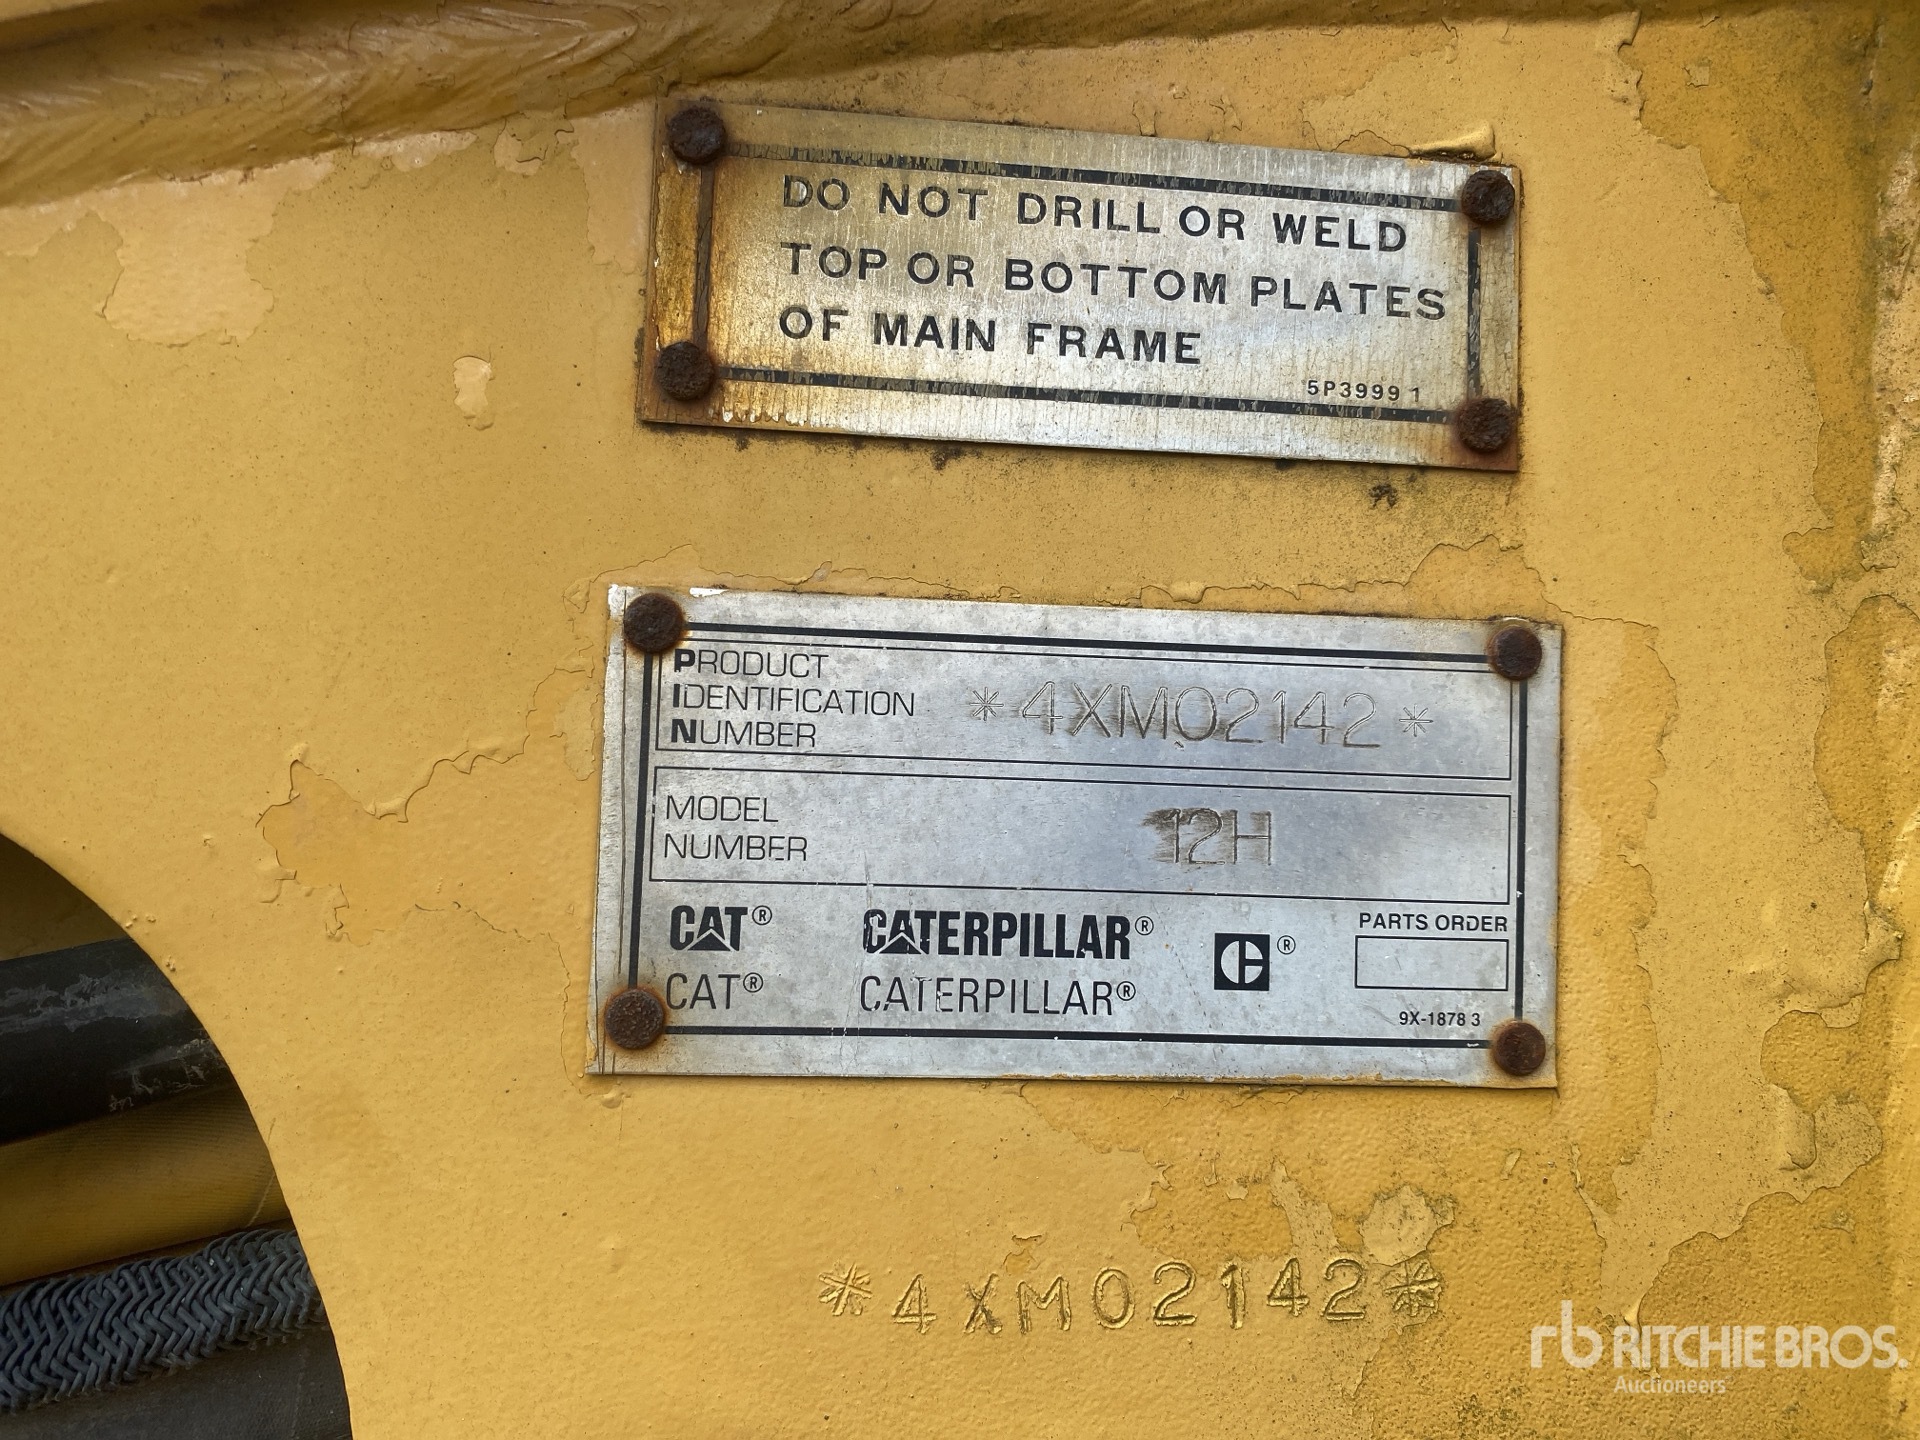 DO NOT DRILL OR WELD
TOP OR BOTTOM PLATES
OF MAIN FRAME
5P3999 1
PRODUCT
IDENTIFICATION
NUMBER
*4XM02142*
MODEL
NUMBER
12H
CAT® CATERPILLAR® ® PARTS ORDER
CAT® CATERPILLAR®
9X-1878 3
*4XM02142*
rb RITCHIE BROS.
Auctioneers